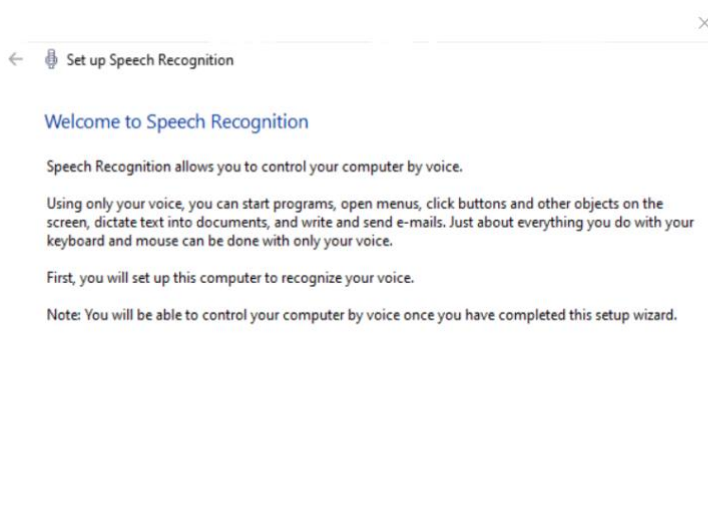 Set up Speech Recognition
Welcome to Speech Recognition
Speech Recognition allows you to control your computer by voice.
Using only your voice, you can start programs, open menus, click buttons and other objects on the
screen, dictate text into documents, and write and send e-mails. Just about everything you do with your
keyboard and mouse can be done with only your voice.
First, you will set up this computer to recognize your voice.
Note: You will be able to control your computer by voice once you have completed this setup wizard.